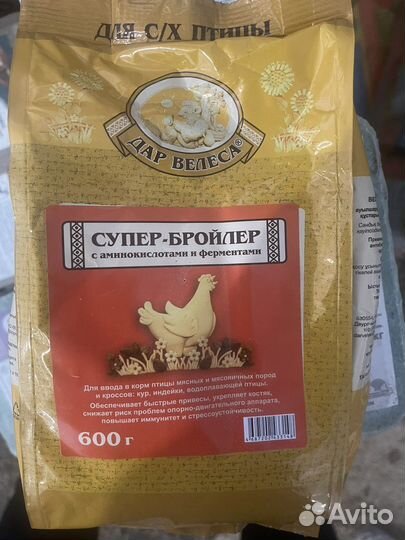 ДЛЯ С/Х ПТИЦЫ
ДАР ВЕЛЕСА®
СУПЕР-БРОЙЛЕР
с аминокислотами и ферментами
Для ввода в корм птицы мясных и мясояичных пород
и кроссов: кур, индейки, водоплавающей птицы.
Обеспечивает быстрые привесы, укрепляет костяк,
снижает риск проблем опорно-двигательного аппарата,
повышает иммунитет и стрессоустойчивость.
600 г
Avito